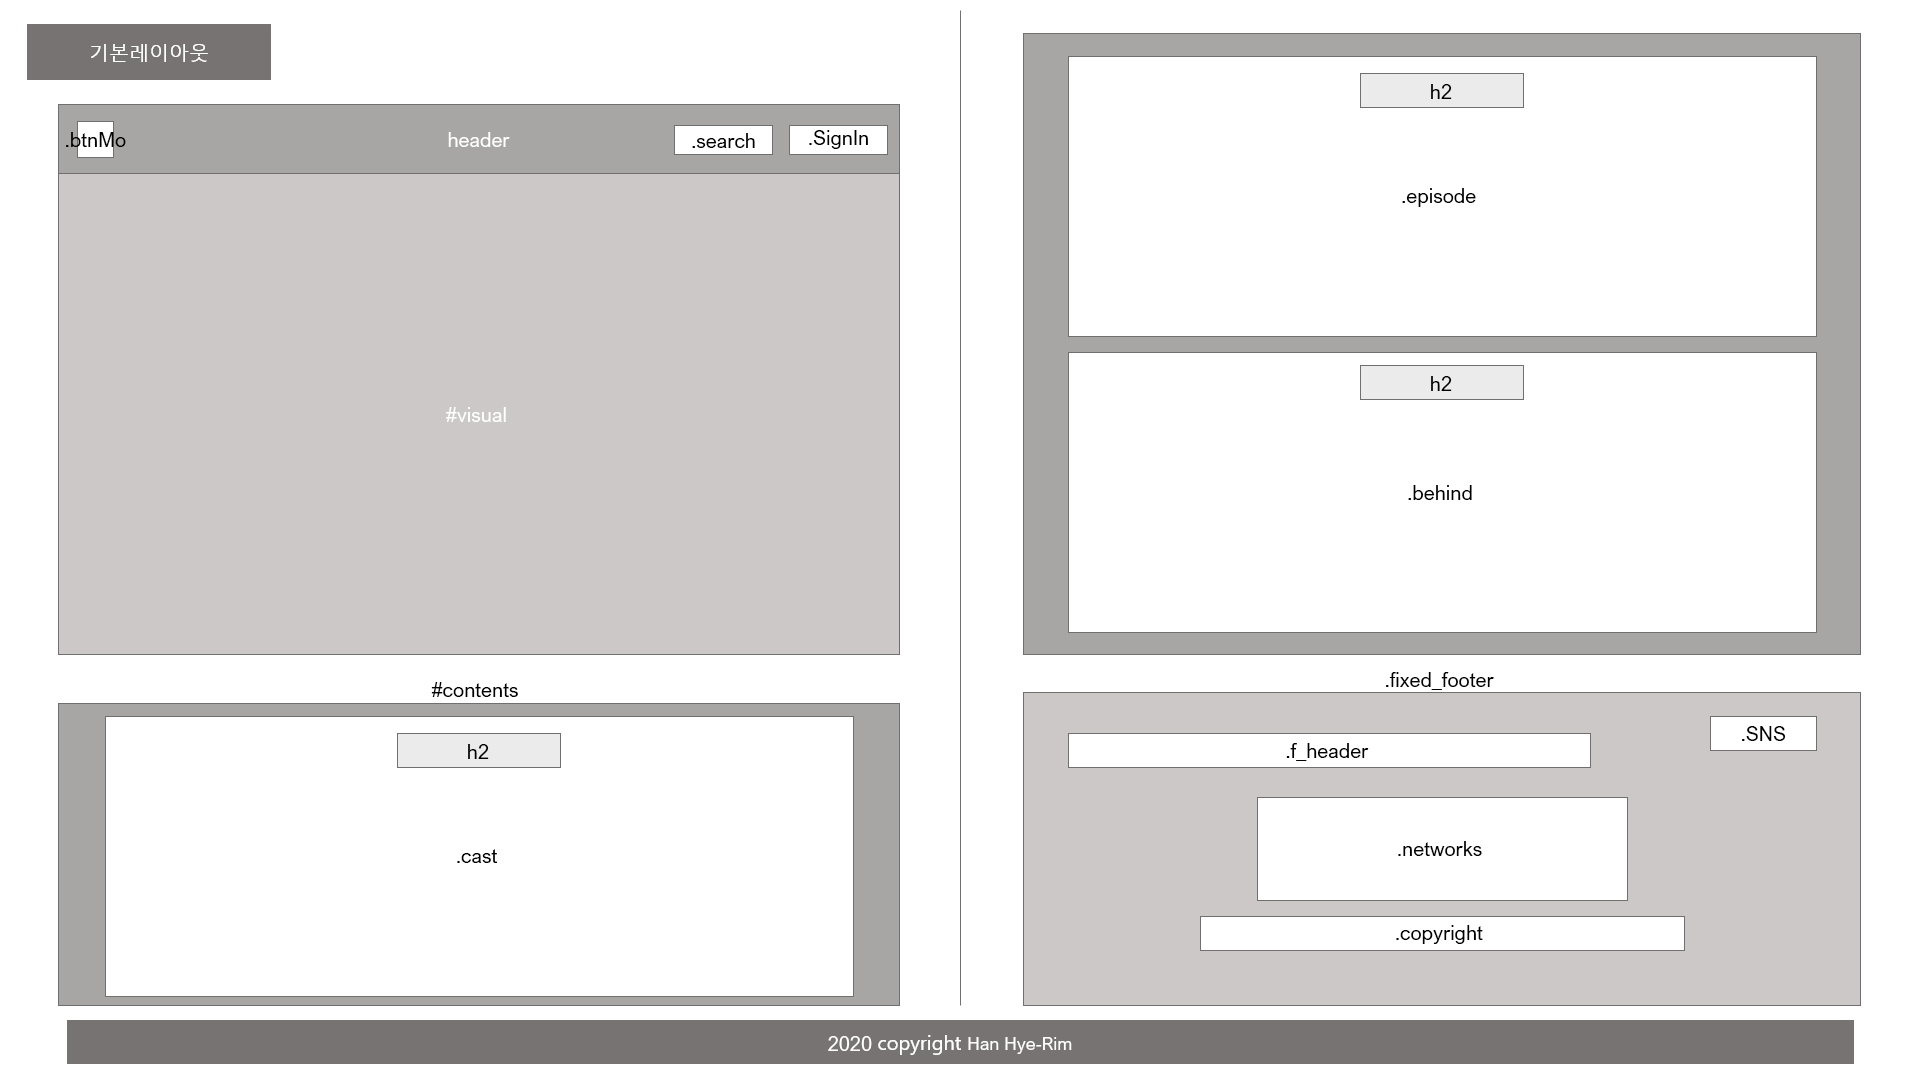 기본레이아웃
.btnMo
header
.search
.SignIn
#visual
#contents
h2
.cast
h2
.episode
h2
.behind
.fixed_footer
.f_header
.SNS
.networks
.copyright
2020 copyright Han Hye-Rim